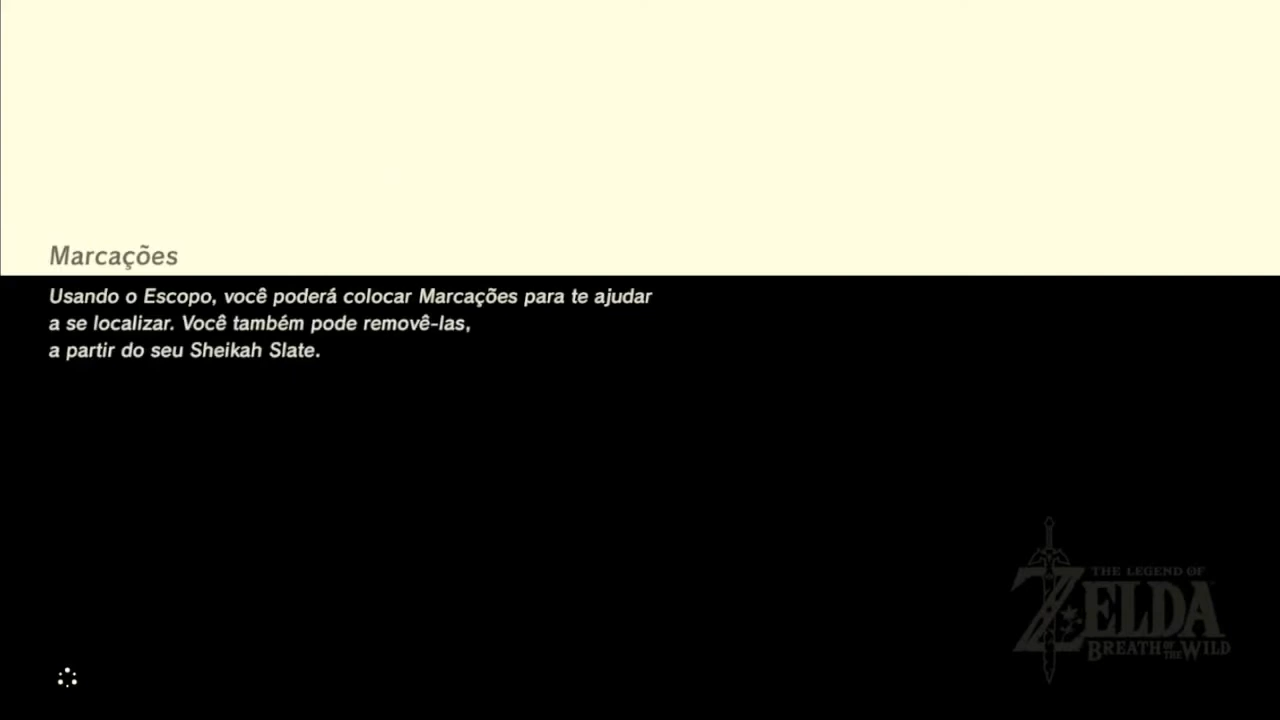 Marcações
Usando o Escopo, você poderá colocar Marcações para te ajudar
a se localizar. Você também pode removê-las,
a partir do seu Sheikah Slate.
THE LEGEND OF
ZELDA
BREATH OF THE WILD